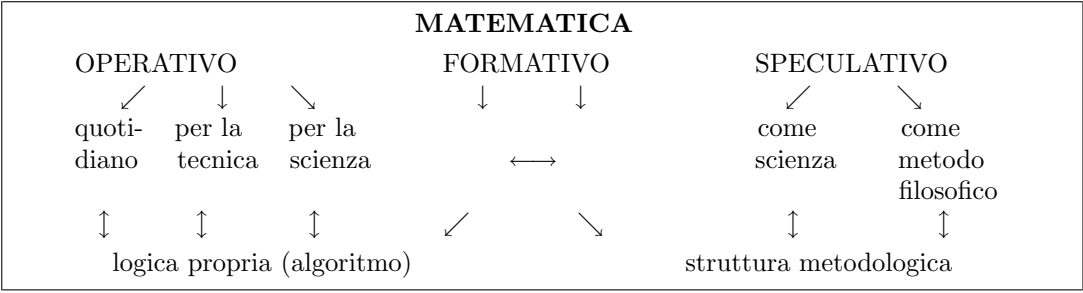 MATEMATICA
OPERATIVO FORMATIVO SPECULATIVO
↙ ↓ ↘ ↓ ↓ ↙ ↘
quoti- per la per la come come
diano tecnica scienza ←→ scienza metodo
filosofico
↕ ↕ ↕ ↙ ↘ ↕ ↕
logica propria (algoritmo) struttura metodologica